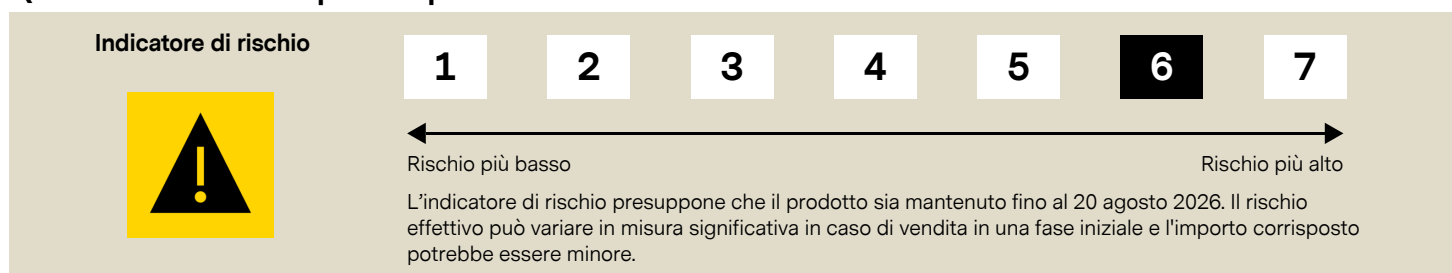 Indicatore di rischio
1 2 3 4 5 6 7
Rischio più basso Rischio più alto
L'indicatore di rischio presuppone che il prodotto sia mantenuto fino al 20 agosto 2026. Il rischio
effettivo può variare in misura significativa in caso di vendita in una fase iniziale e l'importo corrisposto
potrebbe essere minore.